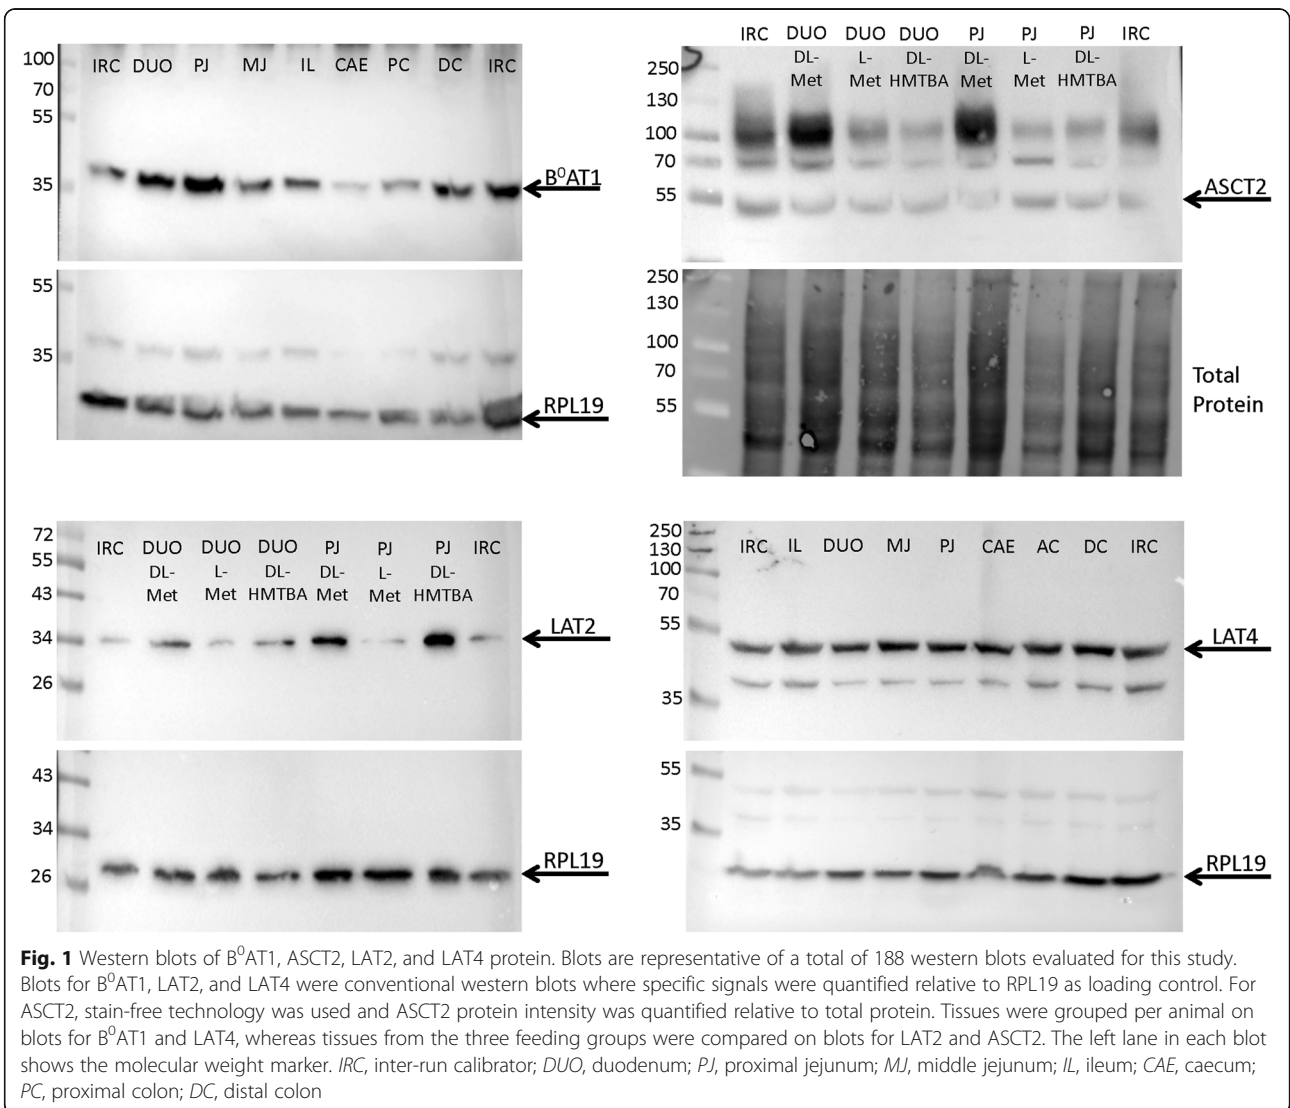 IRC DUO PJ MJ IL CAE PC DC IRC
100
70
55
35
B⁰AT1
55
35
RPL19
IRC DUO DUO DUO PJ PJ PJ IRC
DL- L- DL- DL- L- DL-
Met Met HMTBA Met Met HMTBA
250
130
100
70
55
ASCT2
250
130
100
70
55
Total
Protein
72
55
43
34
26
IRC DUO DUO DUO PJ PJ PJ IRC
DL- L- DL- DL- L- DL-
Met Met HMTBA Met Met HMTBA
LAT2
43
34
26
RPL19
250
130
100
70
55
35
IRC IL DUO MJ PJ CAE AC DC IRC
LAT4
55
35
RPL19
Fig. 1 Western blots of B⁰AT1, ASCT2, LAT2, and LAT4 protein. Blots are representative of a total of 188 western blots evaluated for this study.
Blots for B⁰AT1, LAT2, and LAT4 were conventional western blots where specific signals were quantified relative to RPL19 as loading control. For
ASCT2, stain-free technology was used and ASCT2 protein intensity was quantified relative to total protein. Tissues were grouped per animal on
blots for B⁰AT1 and LAT4, whereas tissues from the three feeding groups were compared on blots for LAT2 and ASCT2. The left lane in each blot
shows the molecular weight marker. IRC, inter-run calibrator; DUO, duodenum; PJ, proximal jejunum; MJ, middle jejunum; IL, ileum; CAE, caecum;
PC, proximal colon; DC, distal colon